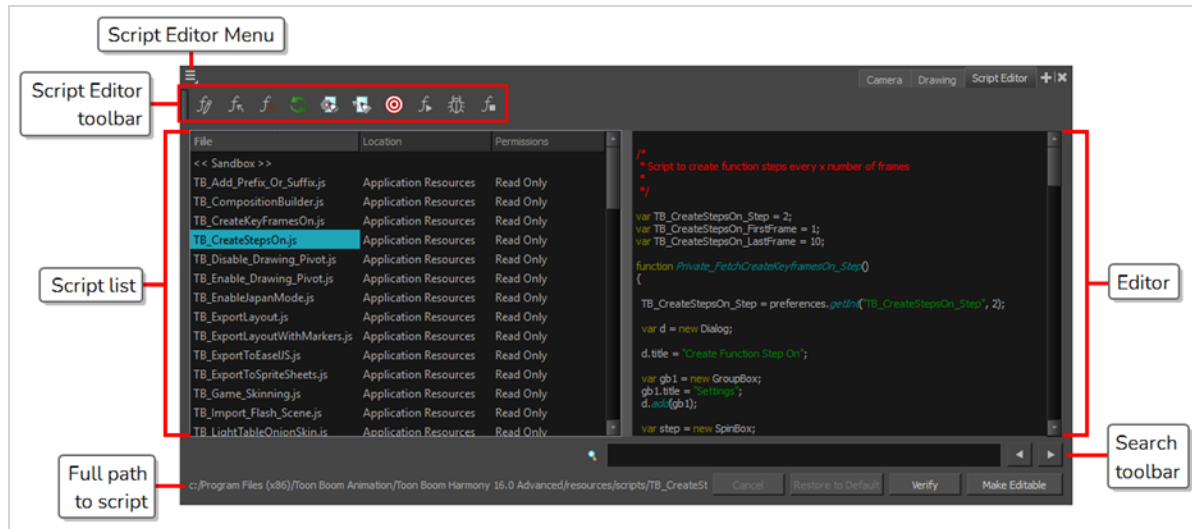 Script Editor Menu
Script Editor
toolbar
Camera Drawing Script Editor
File Location Permissions
<< Sandbox >>
TB_Add_Prefix_Or_Suffix.js Application Resources Read Only
TB_CompositionBuilder.js Application Resources Read Only
TB_CreateKeyFramesOn.js Application Resources Read Only
TB_CreateStepsOn.js Application Resources Read Only
TB_Disable_Drawing_Pivot.js Application Resources Read Only
TB_Enable_Drawing_Pivot.js Application Resources Read Only
TB_EnableJapanMode.js Application Resources Read Only
TB_ExportLayout.js Application Resources Read Only
TB_ExportLayoutWithMarkers.js Application Resources Read Only
TB_ExportToEaselJS.js Application Resources Read Only
TB_ExportToSpriteSheets.js Application Resources Read Only
TB_Game_Skinning.js Application Resources Read Only
TB_Import_Flash_Scene.js Application Resources Read Only
TB_LightTableOnionSkin.js Application Resources Read Only
Script list
/*
* Script to create function steps every x number of frames
*
*/
var TB_CreateStepsOn_Step = 2;
var TB_CreateStepsOn_FirstFrame = 1;
var TB_CreateStepsOn_LastFrame = 10;
function Private_FetchCreateKeyframesOn_Step()
{
TB_CreateStepsOn_Step = preferences.getInt("TB_CreateStepsOn_Step", 2);
var d = new Dialog;
d.title = "Create Function Step On";
var gb1 = new GroupBox;
gb1.title = "Settings";
d.add(gb1);
var step = new SpinBox;
Editor
Search
toolbar
Full path
to script
c:/Program Files (x86)/Toon Boom Animation/Toon Boom Harmony 16.0 Advanced/resources/scripts/TB_CreateSt
Cancel Restore to Default Verify Make Editable